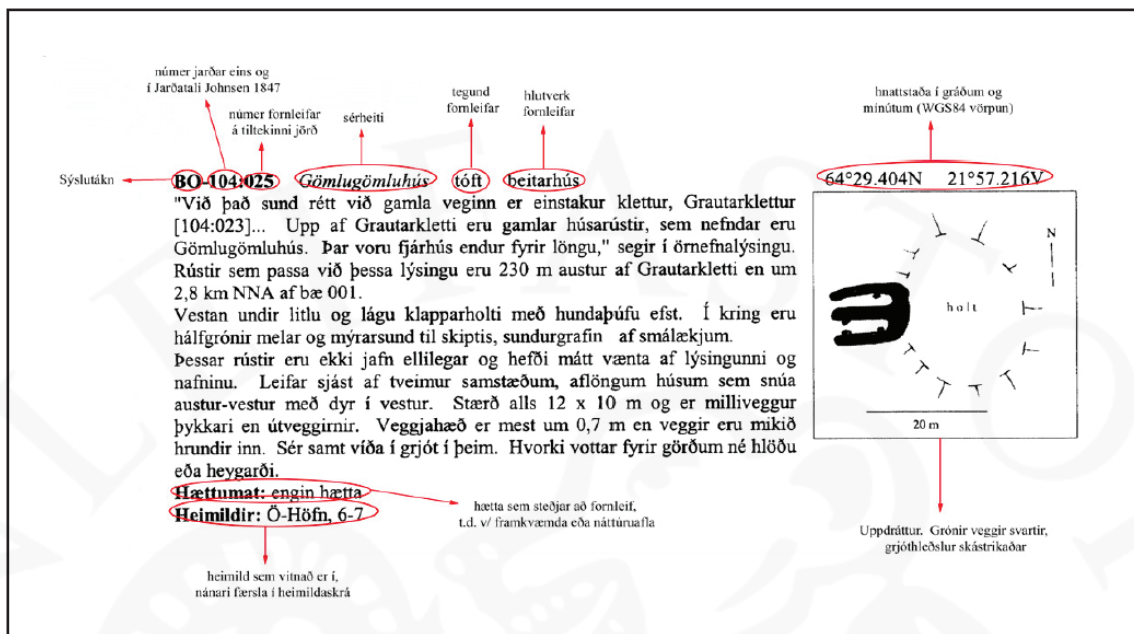 númer jarðar eins og
í Jarðatali Johnsen 1847
númer fornleifar
á tiltekinni jörð
sérheiti
tegund
fornleifar
hlutverk
fornleifar
hnattstaða í gráðum og
mínútum (WGS84 vörpun)
Sýslutákn
BO-104:025 Gömlugömluhús tóft beitarhús 64°29.404N 21°57.216V
"Við það sund rétt við gamla veginn er einstakur klettur, Grautarklettur
[104:023]... Upp af Grautarkletti eru gamlar húsarústir, sem nefndar eru
Gömlugömluhús. Þar voru fjárhús endur fyrir löngu," segir í örnefnalýsingu.
Rústir sem passa við þessa lýsingu eru 230 m austur af Grautarkletti en um
2,8 km NNA af bæ 001.
Vestan undir litlu og lágu klapparholti með hundaþúfu efst. Í kring eru
hálfgrónir melar og mýrarsund til skiptis, sundurgrafin af smálækjum.
Þessar rústir eru ekki jafn ellilegar og hefði mátt vænta af lýsingunni og
nafninu. Leifar sjást af tveimur samstæðum, aflöngum húsum sem snúa
austur-vestur með dyr í vestur. Stærð alls 12 x 10 m og er milliveggur
þykkari en útveggirnir. Veggjahæð er mest um 0,7 m en veggir eru mikið
hrundir inn. Sér samt víða í grjót í þeim. Hvorki vottar fyrir görðum né hlöðu
eða heygarði.
Hættumat: engin hætta
Heimildir: Ö-Höfn, 6-7
N
holt
20 m
hætta sem steðjar að fornleif,
t.d. v/ framkvæmda eða náttúruafla
Uppdráttur. Grónir veggir svartir,
grjóthleðslur skástrikaðar
heimild sem vitnað er í,
nánari færsla í heimildaskrá